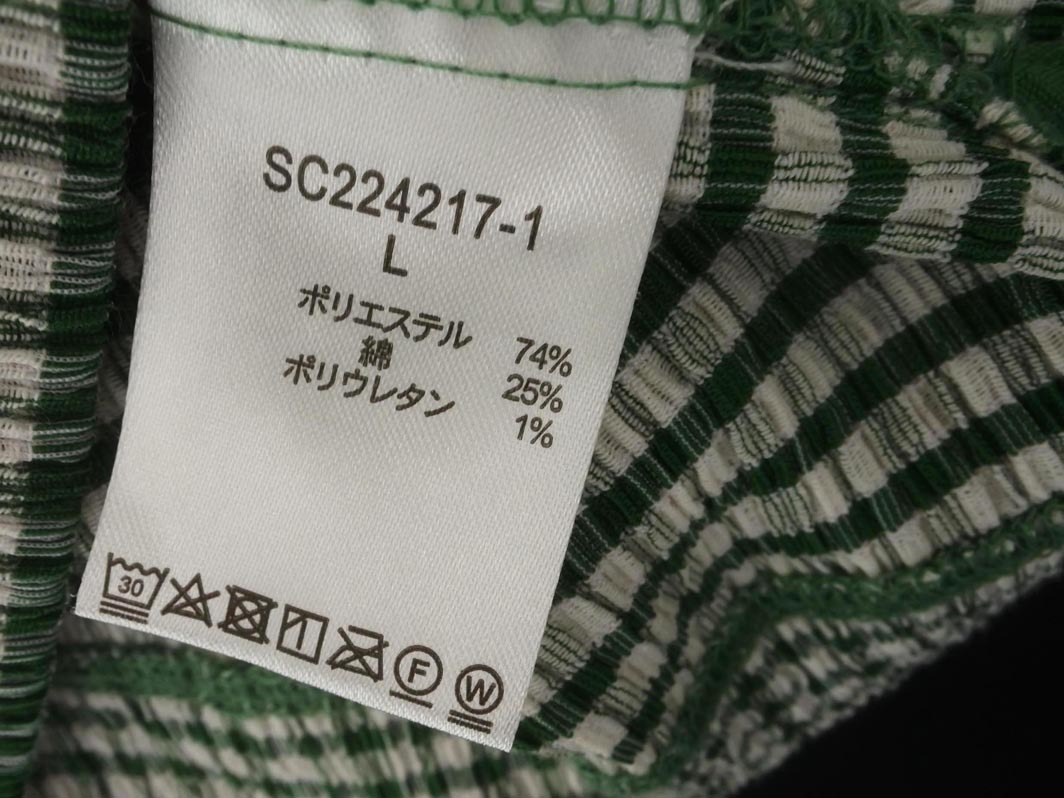 SC224217-1
L
ポリエステル 74%
綿 25%
ポリウレタン 1%
30
F W